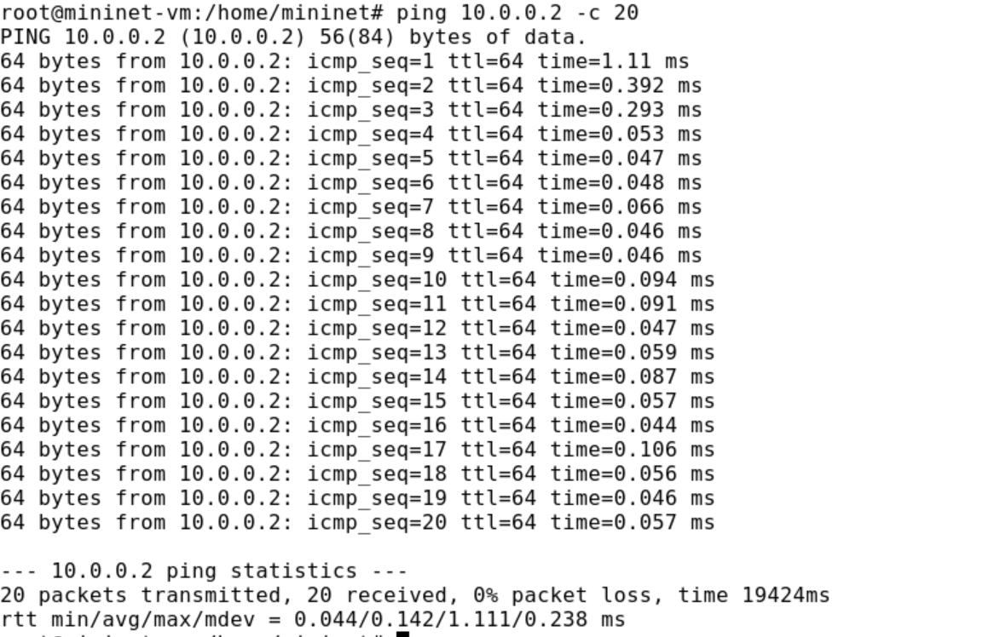 root@mininet-vm:/home/mininet# ping 10.0.0.2 -c 20
PING 10.0.0.2 (10.0.0.2) 56(84) bytes of data.
64 bytes from 10.0.0.2: icmp_seq=1 ttl=64 time=1.11 ms
64 bytes from 10.0.0.2: icmp_seq=2 ttl=64 time=0.392 ms
64 bytes from 10.0.0.2: icmp_seq=3 ttl=64 time=0.293 ms
64 bytes from 10.0.0.2: icmp_seq=4 ttl=64 time=0.053 ms
64 bytes from 10.0.0.2: icmp_seq=5 ttl=64 time=0.047 ms
64 bytes from 10.0.0.2: icmp_seq=6 ttl=64 time=0.048 ms
64 bytes from 10.0.0.2: icmp_seq=7 ttl=64 time=0.066 ms
64 bytes from 10.0.0.2: icmp_seq=8 ttl=64 time=0.046 ms
64 bytes from 10.0.0.2: icmp_seq=9 ttl=64 time=0.046 ms
64 bytes from 10.0.0.2: icmp_seq=10 ttl=64 time=0.094 ms
64 bytes from 10.0.0.2: icmp_seq=11 ttl=64 time=0.091 ms
64 bytes from 10.0.0.2: icmp_seq=12 ttl=64 time=0.047 ms
64 bytes from 10.0.0.2: icmp_seq=13 ttl=64 time=0.059 ms
64 bytes from 10.0.0.2: icmp_seq=14 ttl=64 time=0.087 ms
64 bytes from 10.0.0.2: icmp_seq=15 ttl=64 time=0.057 ms
64 bytes from 10.0.0.2: icmp_seq=16 ttl=64 time=0.044 ms
64 bytes from 10.0.0.2: icmp_seq=17 ttl=64 time=0.106 ms
64 bytes from 10.0.0.2: icmp_seq=18 ttl=64 time=0.056 ms
64 bytes from 10.0.0.2: icmp_seq=19 ttl=64 time=0.046 ms
64 bytes from 10.0.0.2: icmp_seq=20 ttl=64 time=0.057 ms
--- 10.0.0.2 ping statistics ---
20 packets transmitted, 20 received, 0% packet loss, time 19424ms
rtt min/avg/max/mdev = 0.044/0.142/1.111/0.238 ms